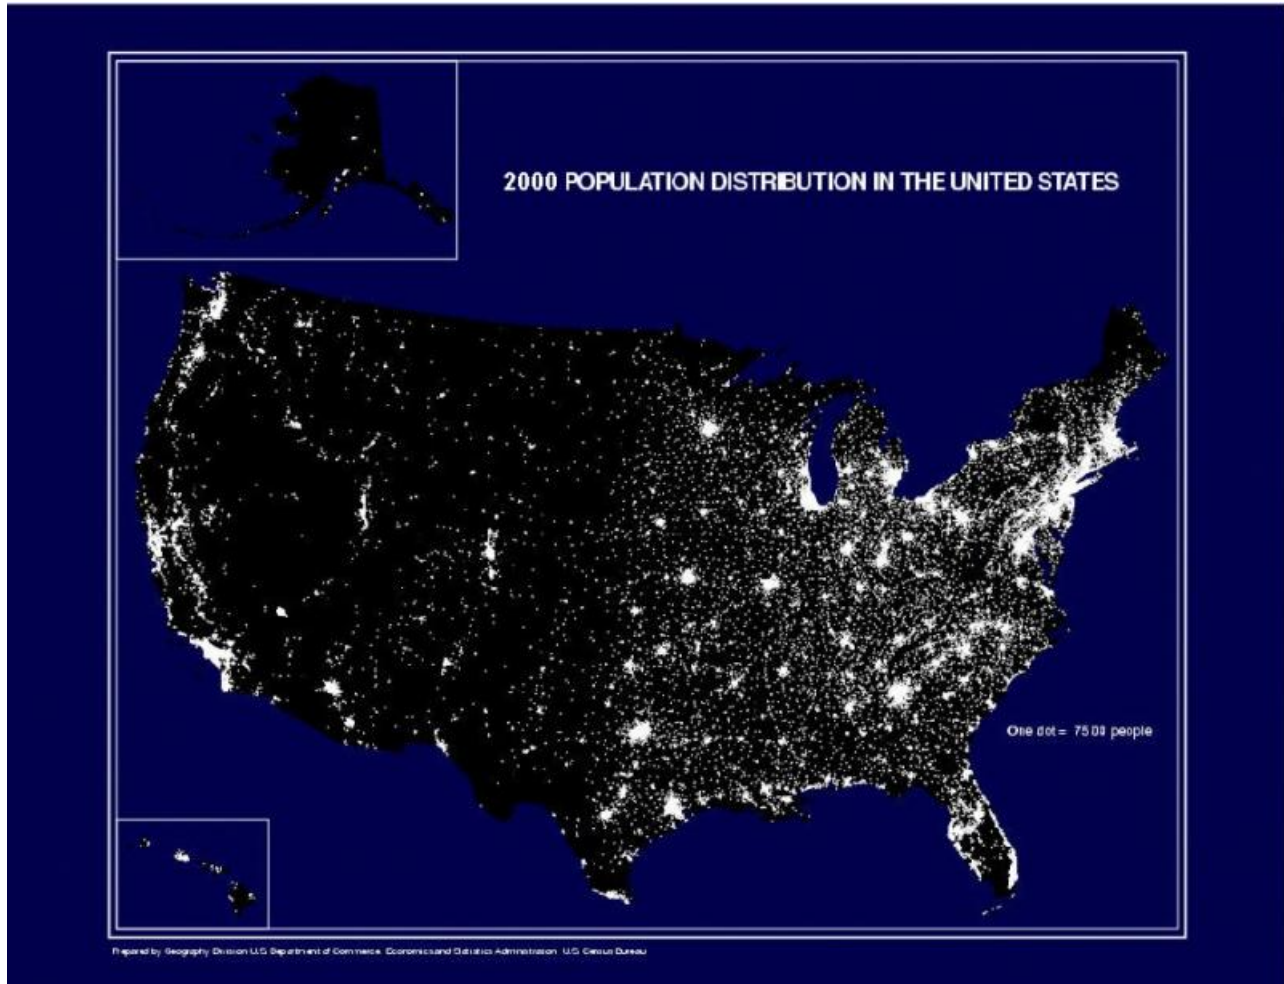 2000 POPULATION DISTRIBUTION IN THE UNITED STATES
One dot = 7500 people
Prepared by Geography Division U.S. Department of Commerce Economics and Statistics Administration U.S. Census Bureau